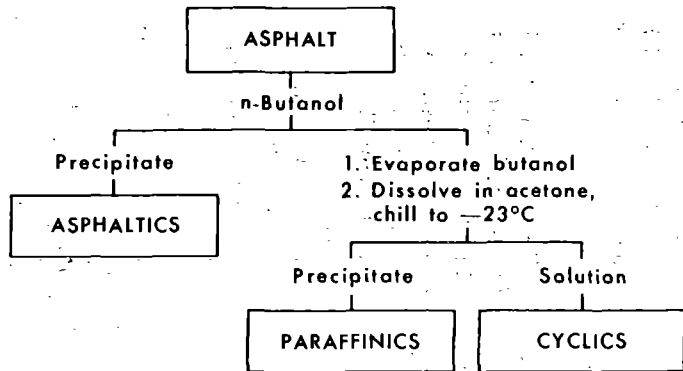 ASPHALT
n-Butanol
Precipitate
ASPHALTICS
1. Evaporate butanol
2. Dissolve in acetone,
chill to —23°C
Precipitate
Solution
PARAFFINICS
CYCLICS